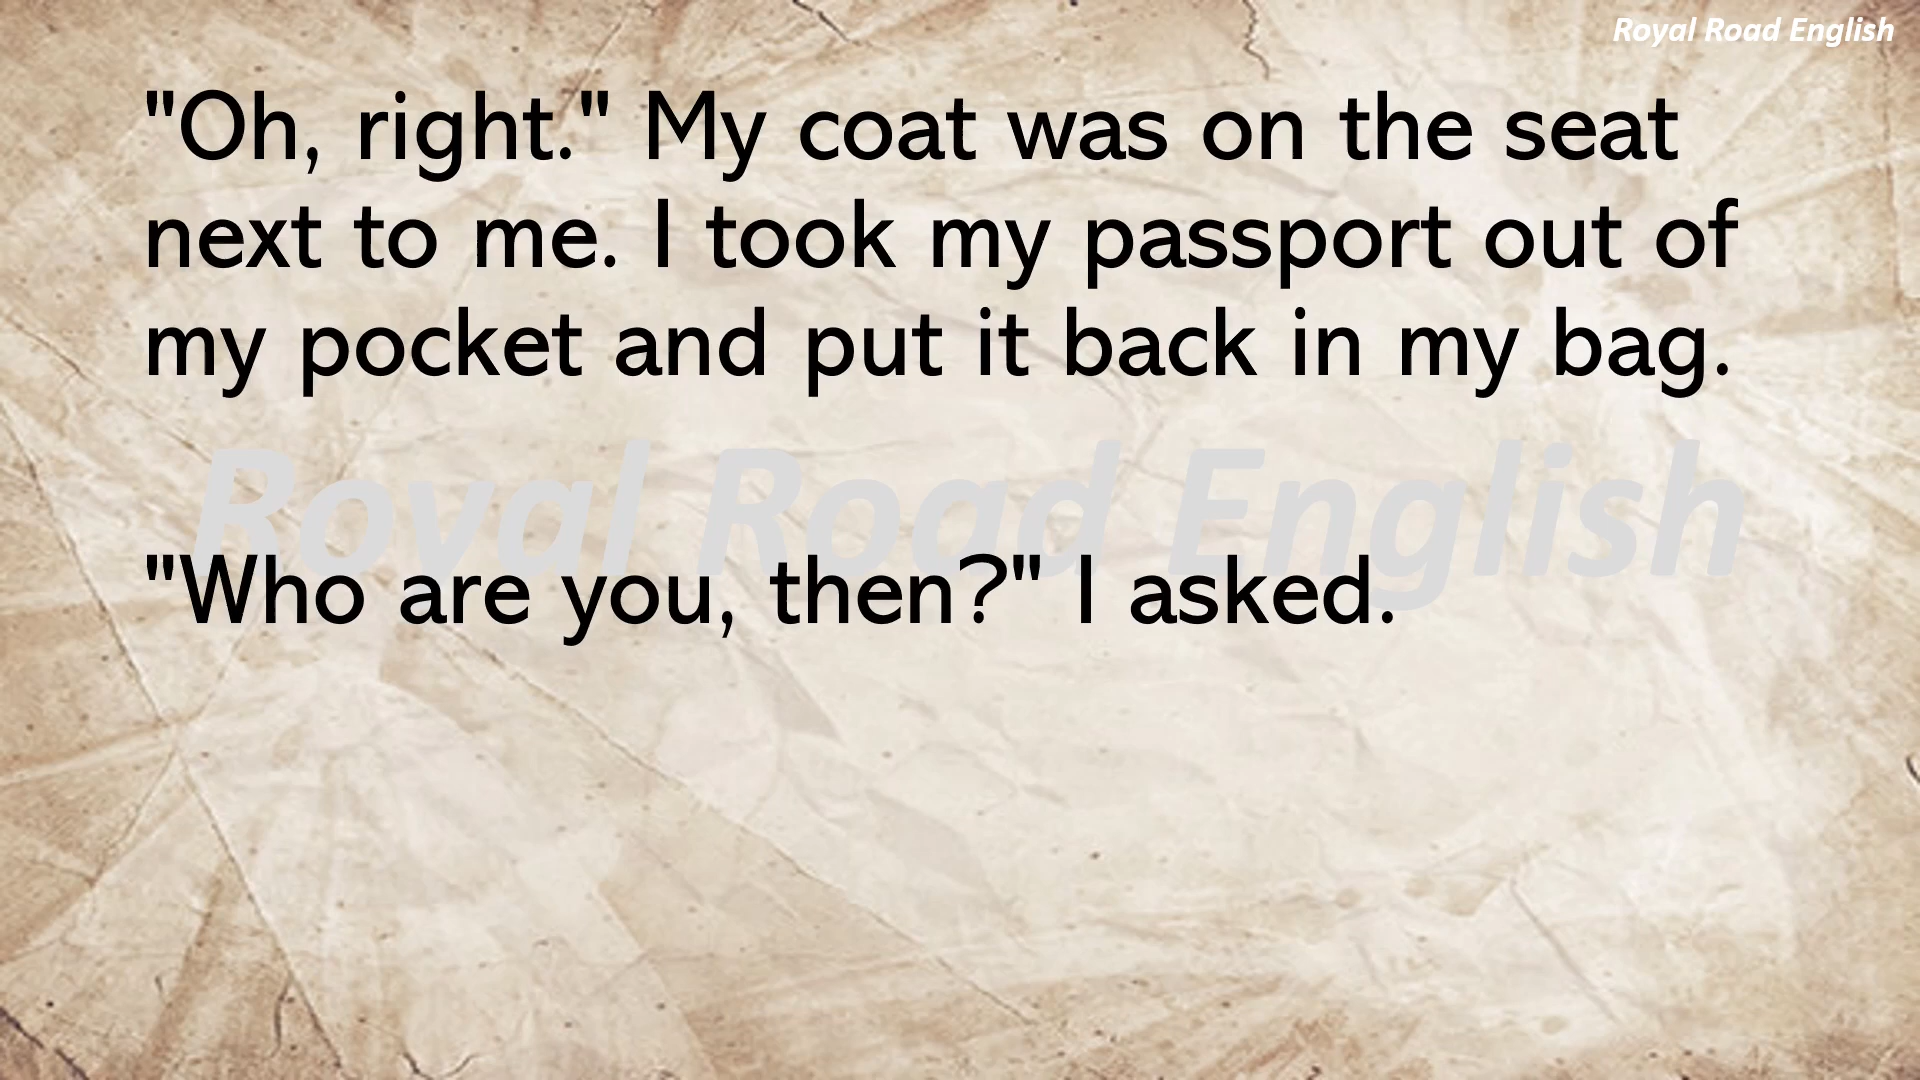 Royal Road English
"Oh, right." My coat was on the seat
next to me. I took my passport out of
my pocket and put it back in my bag.
Royal Road English
"Who are you, then?" I asked.